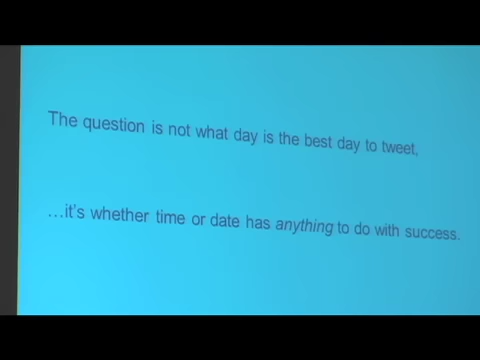 The question is not what day is the best day to tweet,
…it's whether time or date has anything to do with success.